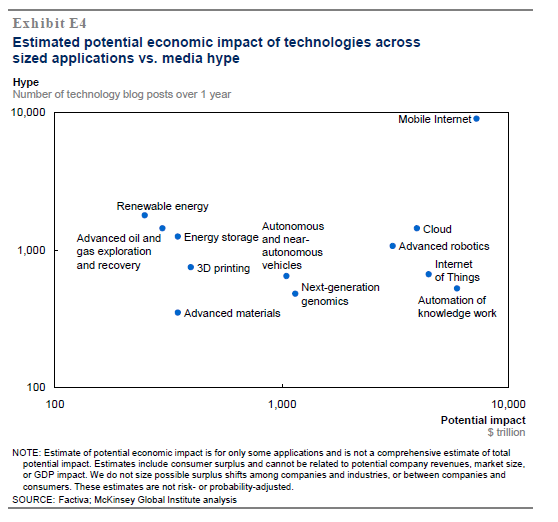 Exhibit E4
Estimated potential economic impact of technologies across
sized applications vs. media hype
Hype
Number of technology blog posts over 1 year
10,000
Mobile Internet
Renewable energy
Advanced oil and
gas exploration
and recovery
Energy storage
Autonomous
and near-
autonomous
vehicles
Cloud
1,000
Advanced robotics
3D printing
Internet
of Things
Next-generation
genomics
Automation of
knowledge work
Advanced materials
100
100
1,000
10,000
Potential impact
$ trillion
NOTE: Estimate of potential economic impact is for only some applications and is not a comprehensive estimate of total
potential impact. Estimates include consumer surplus and cannot be related to potential company revenues, market size,
or GDP impact. We do not size possible surplus shifts among companies and industries, or between companies and
consumers. These estimates are not risk- or probability-adjusted.
SOURCE: Factiva; McKinsey Global Institute analysis